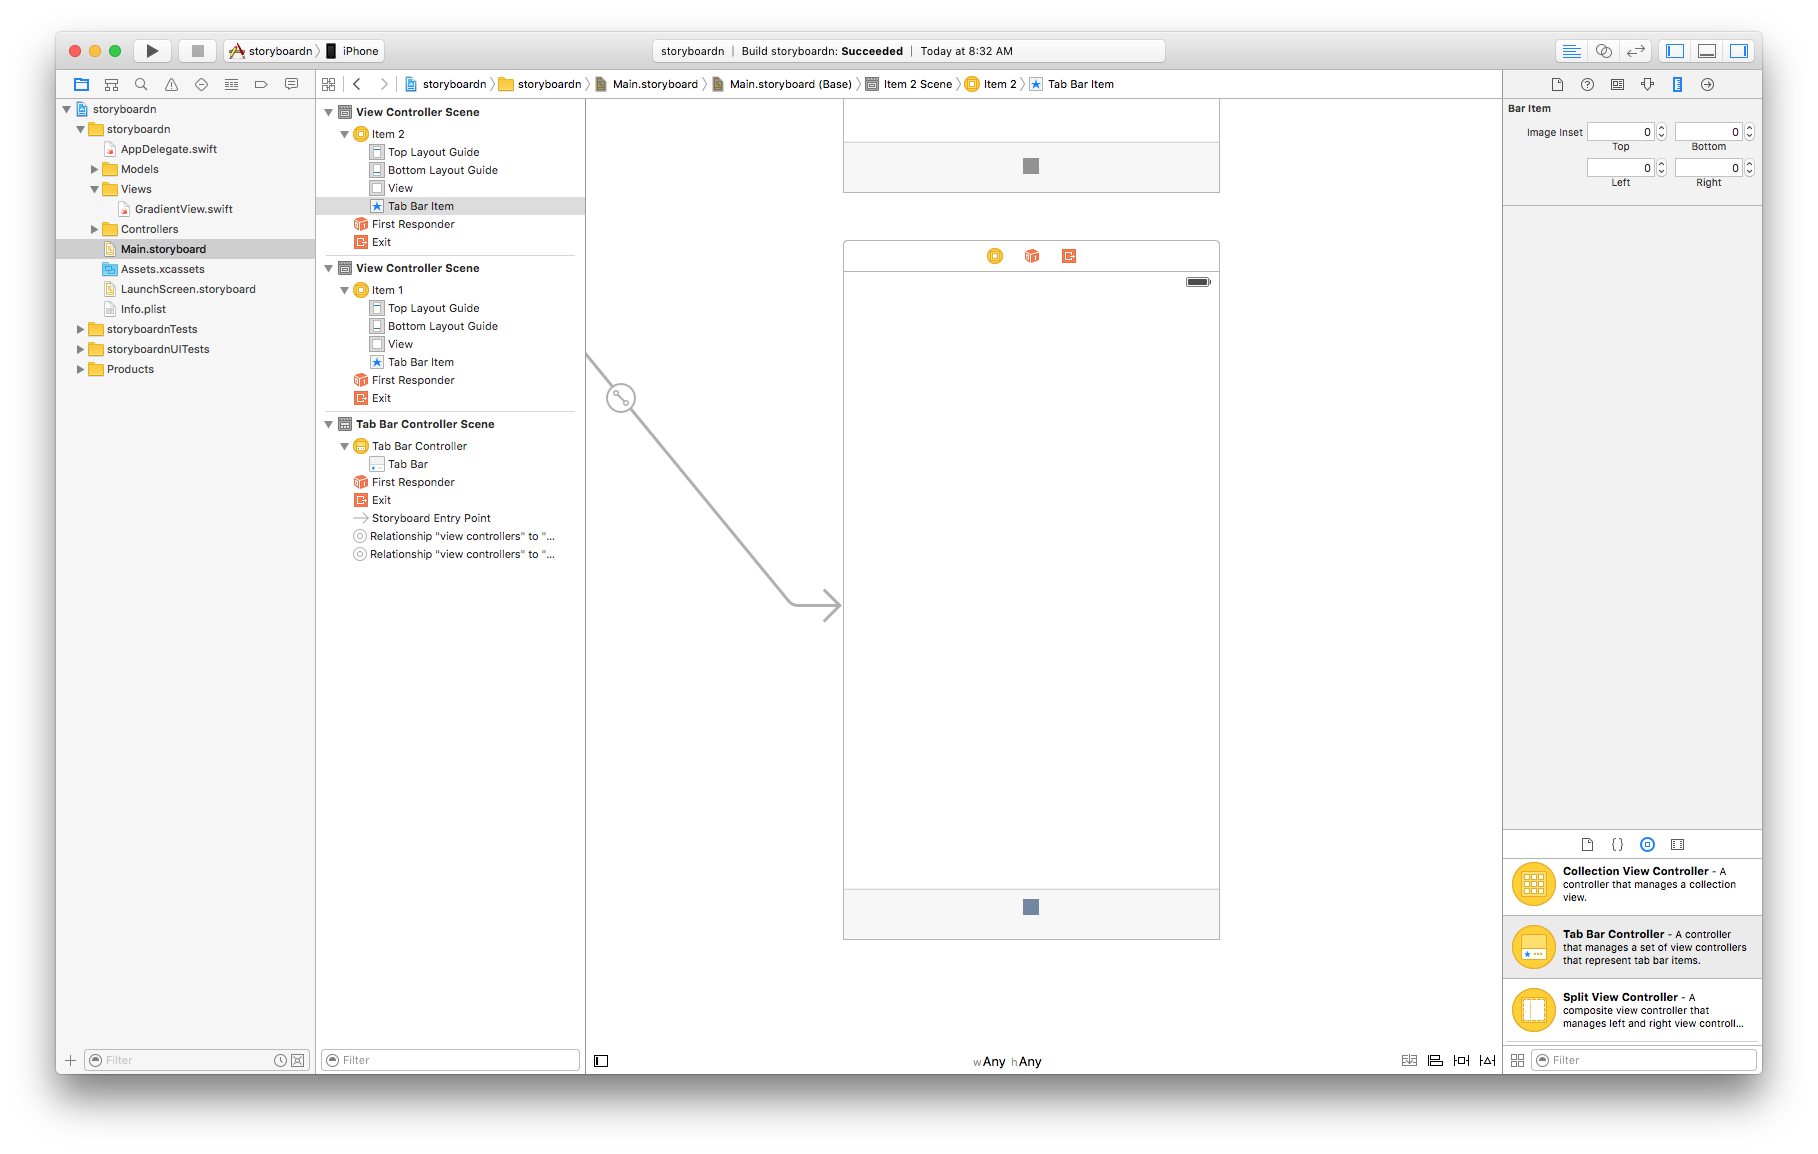 storyboardn iPhone
storyboardn | Build storyboardn: Succeeded | Today at 8:32 AM
storyboardn storyboardn Main.storyboard Main.storyboard (Base) Item 2 Scene Item 2 Tab Bar Item
storyboardn
storyboardn
AppDelegate.swift
Models
Views
GradientView.swift
Controllers
Main.storyboard
Assets.xcassets
LaunchScreen.storyboard
Info.plist
storyboardnTests
storyboardnUITests
Products
Filter
View Controller Scene
Item 2
Top Layout Guide
Bottom Layout Guide
View
Tab Bar Item
First Responder
Exit
View Controller Scene
Item 1
Top Layout Guide
Bottom Layout Guide
View
Tab Bar Item
First Responder
Exit
Tab Bar Controller Scene
Tab Bar Controller
Tab Bar
First Responder
Exit
Storyboard Entry Point
Relationship "view controllers" to "...
Relationship "view controllers" to "...
Filter
wAny hAny
Bar Item
Image Inset 0 0
Top Bottom
0 0
Left Right
Collection View Controller - A
controller that manages a collection
view.
Tab Bar Controller - A controller
that manages a set of view controllers
that represent tab bar items.
Split View Controller - A
composite view controller that
manages left and right view controll...
Filter